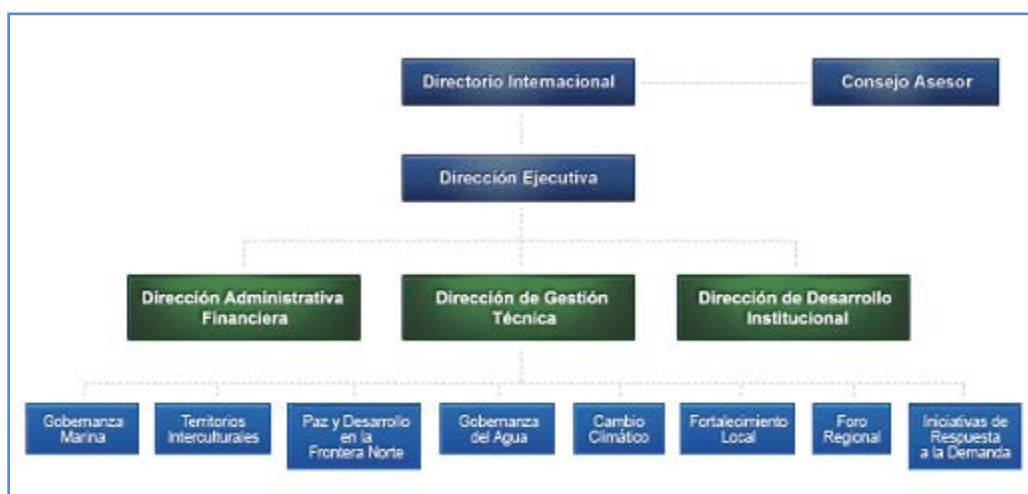 Directorio Internacional
Consejo Asesor
Dirección Ejecutiva
Dirección Administrativa
Financiera
Dirección de Gestión
Técnica
Dirección de Desarrollo
Institucional
Gobernanza
Marina
Territorios
Interculturales
Paz y Desarrollo
en la
Frontera Norte
Gobernanza
del Agua
Cambio
Climático
Fortalecimiento
Local
Foro
Regional
Iniciativas de
Respuesta
a la Demanda